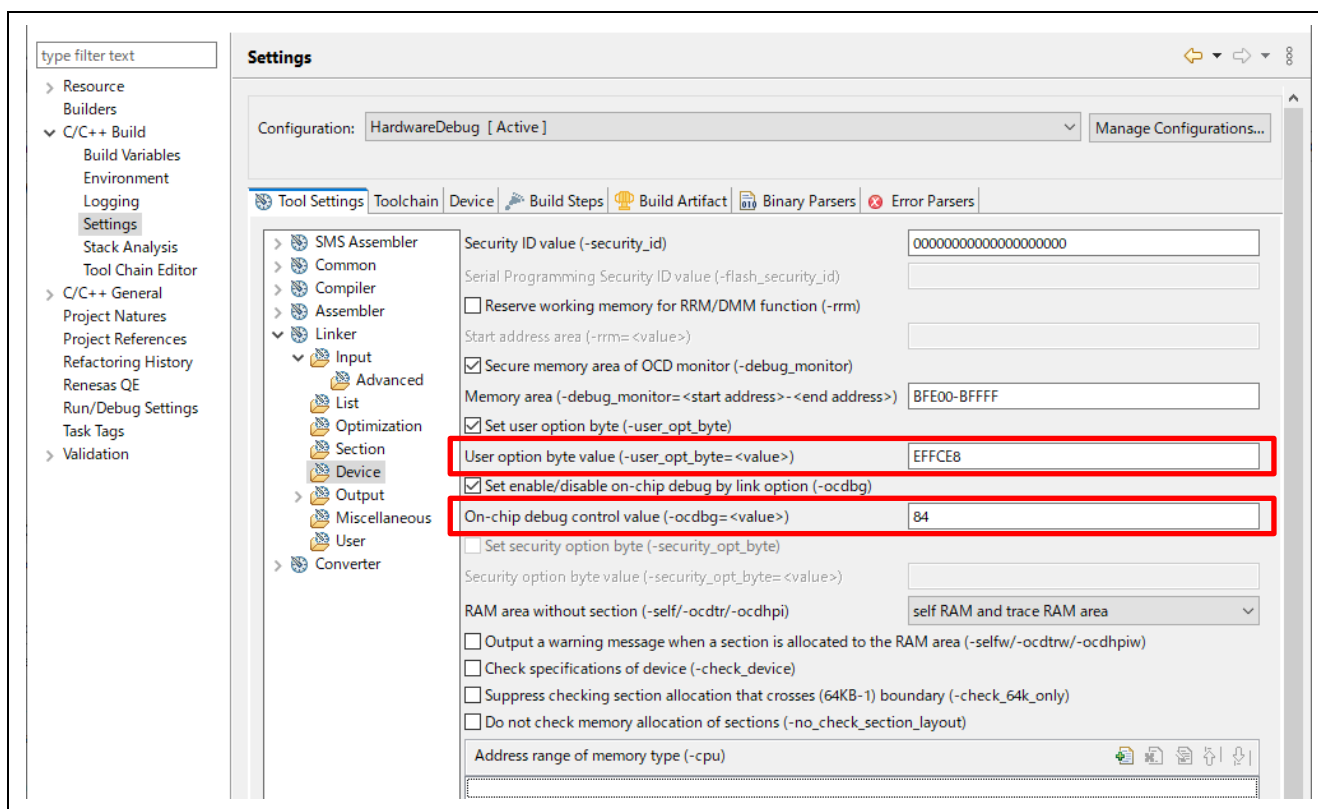 type filter text
Resource
Builders
C/C++ Build
Build Variables
Environment
Logging
Settings
Stack Analysis
Tool Chain Editor
C/C++ General
Project Natures
Project References
Refactoring History
Renesas QE
Run/Debug Settings
Task Tags
Validation
Settings
Configuration: HardwareDebug [ Active ] Manage Configurations...
Tool Settings Toolchain Device Build Steps Build Artifact Binary Parsers Error Parsers
SMS Assembler
Common
Compiler
Assembler
Linker
Input
Advanced
List
Optimization
Section
Device
Output
Miscellaneous
User
Converter
Security ID value (-security_id) 00000000000000000000
Serial Programming Security ID value (-flash_security_id)
Reserve working memory for RRM/DMM function (-rrm)
Start address area (-rrm=<value>)
Secure memory area of OCD monitor (-debug_monitor)
Memory area (-debug_monitor=<start address>-<end address>) BFE00-BFFFF
Set user option byte (-user_opt_byte)
User option byte value (-user_opt_byte=<value>) EFFCE8
Set enable/disable on-chip debug by link option (-ocdbg)
On-chip debug control value (-ocdbg=<value>) 84
Set security option byte (-security_opt_byte)
Security option byte value (-security_opt_byte=<value>)
RAM area without section (-self/-ocdtr/-ocdhpi) self RAM and trace RAM area
Output a warning message when a section is allocated to the RAM area (-selfw/-ocdtrw/-ocdhpiw)
Check specifications of device (-check_device)
Suppress checking section allocation that crosses (64KB-1) boundary (-check_64k_only)
Do not check memory allocation of sections (-no_check_section_layout)
Address range of memory type (-cpu)